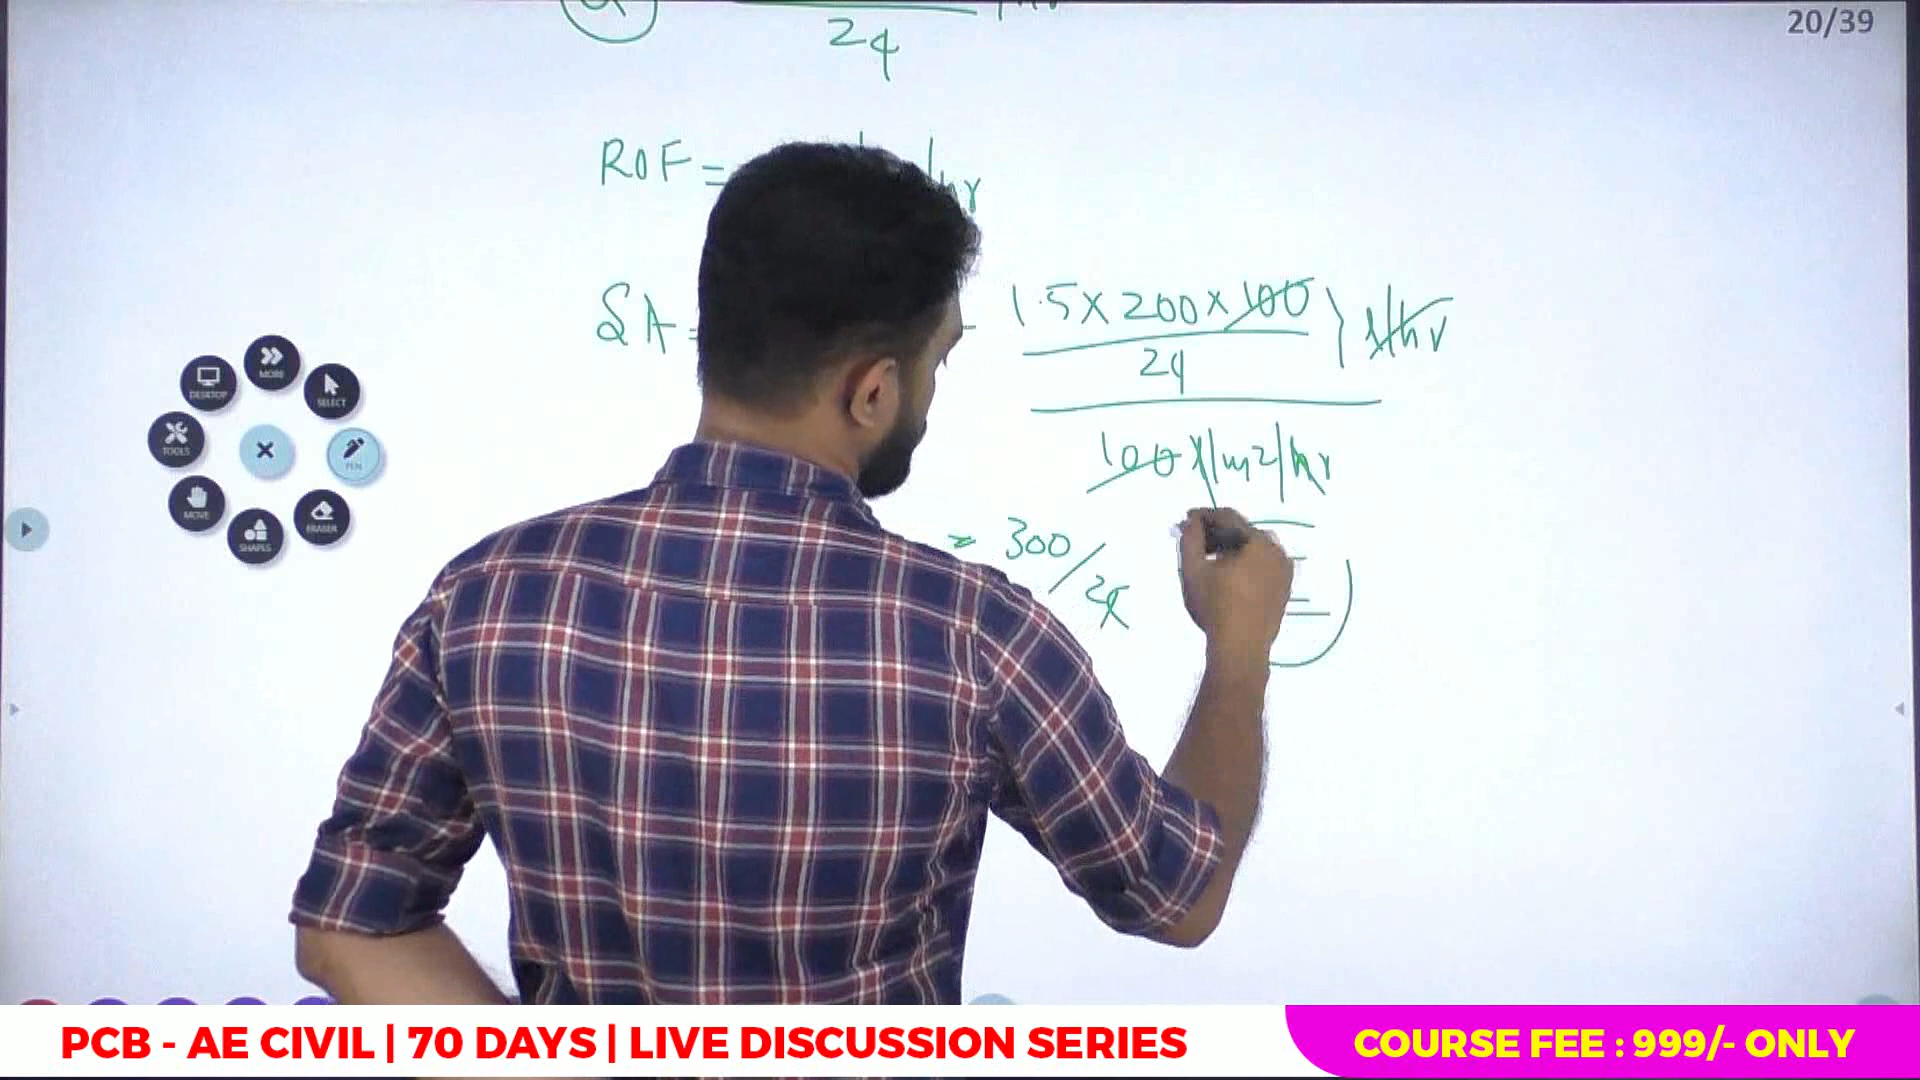 20/39
24
ROF = hr
SA = 1.5 x 200 x 100
24
l/hr
100 l/m2/hr
= 300/24
MORE
DESKTOP
SELECT
TOOLS
PEN
MOVE
ERASER
SHAPES
PCB - AE CIVIL | 70 DAYS | LIVE DISCUSSION SERIES
COURSE FEE : 999/- ONLY